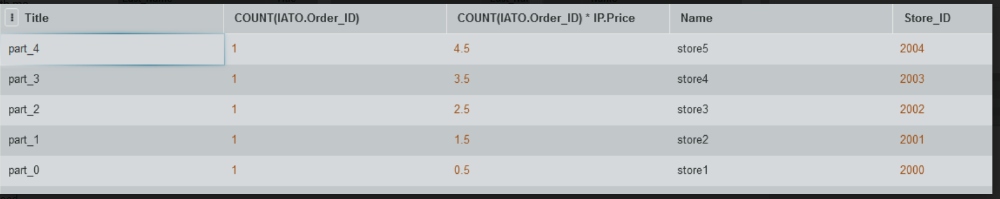 Title COUNT(IATO.Order_ID) COUNT(IATO.Order_ID) * IP.Price Name Store_ID
part_4 1 4.5 store5 2004
part_3 1 3.5 store4 2003
part_2 1 2.5 store3 2002
part_1 1 1.5 store2 2001
part_0 1 0.5 store1 2000